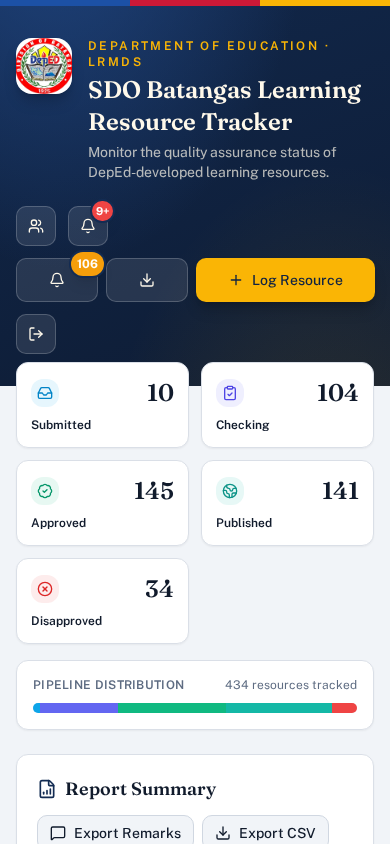 DEPARTMENT OF EDUCATION ·
LRMDS
SDO Batangas Learning
Resource Tracker
Monitor the quality assurance status of
DepEd-developed learning resources.
9+
106
Log Resource
10
Submitted
104
Checking
145
Approved
141
Published
34
Disapproved
PIPELINE DISTRIBUTION
434 resources tracked
Report Summary
Export Remarks
Export CSV